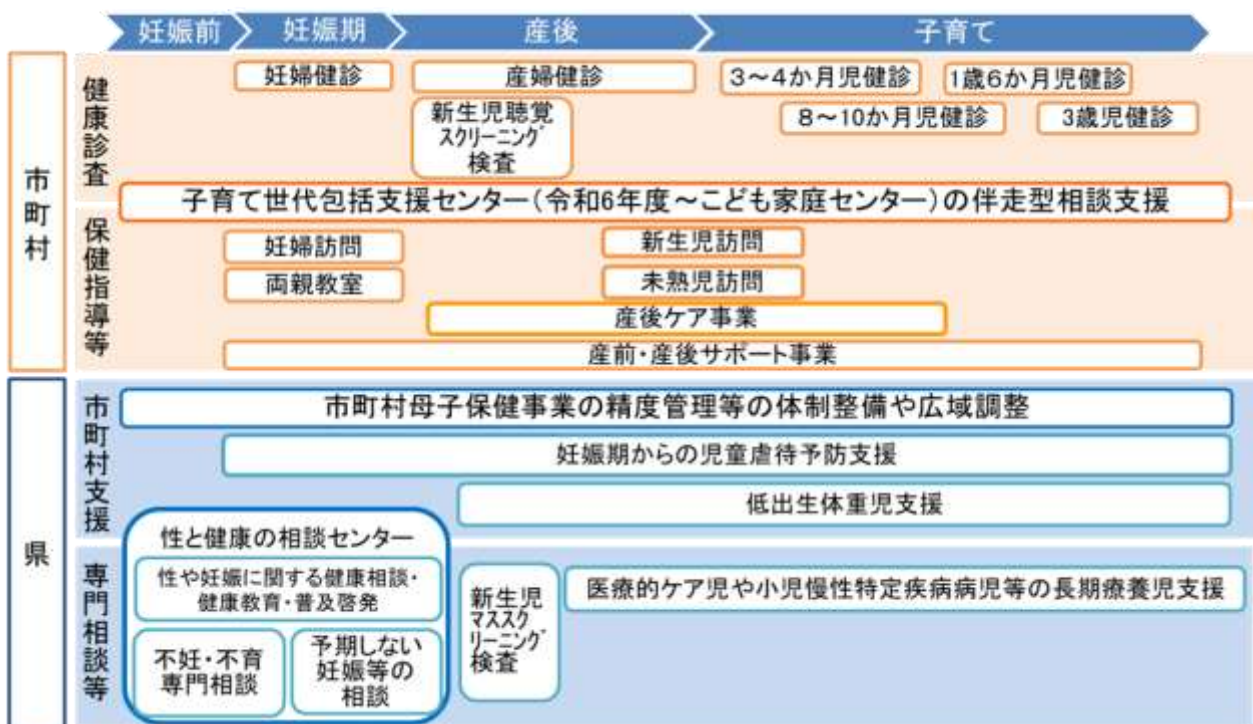 妊娠前
妊娠期
産後
子育て
市町村
健康診査
妊婦健診
産婦健診
3～4か月児健診
1歳6か月児健診
新生児聴覚
スクリーニング
検査
8～10か月児健診
3歳児健診
子育て世代包括支援センター(令和6年度～こども家庭センター)の伴走型相談支援
保健指導等
妊婦訪問
新生児訪問
両親教室
未熟児訪問
産後ケア事業
産前・産後サポート事業
県
市町村支援
市町村母子保健事業の精度管理等の体制整備や広域調整
妊娠期からの児童虐待予防支援
低出生体重児支援
専門相談等
性と健康の相談センター
性や妊娠に関する健康相談・
健康教育・普及啓発
不妊・不育
専門相談
予期しない
妊娠等の
相談
新生児
マススク
リーニング
検査
医療的ケア児や小児慢性特定疾病病児等の長期療養児支援